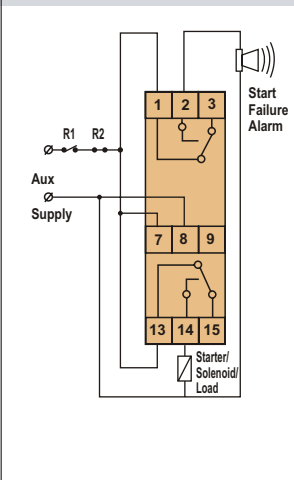 1 2 3
Start
Failure
Alarm
R1 R2
Aux
Supply
7 8 9
13 14 15
Starter/
Solenoid/
Load